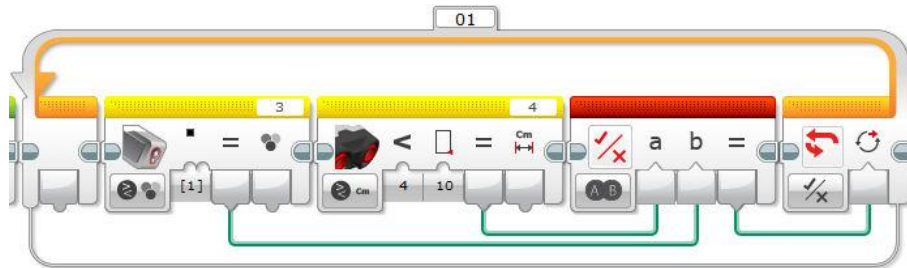 01
3
4
= 
< = Cm
a b =
[1]
Cm 4 10
A B